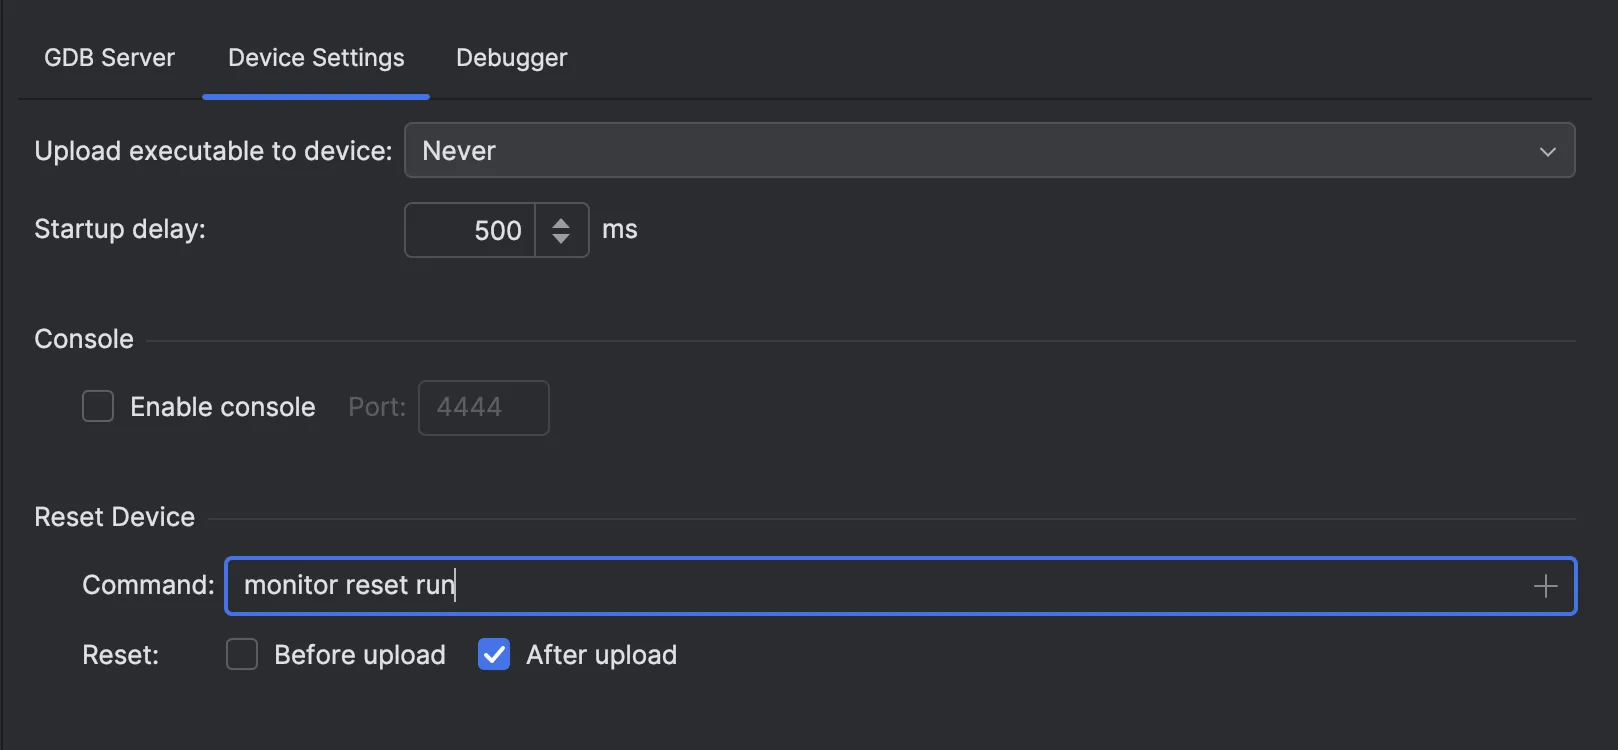 GDB Server Device Settings Debugger
Upload executable to device: Never
Startup delay: 500 ms
Console
Enable console Port: 4444
Reset Device
Command: monitor reset run
Reset: Before upload After upload